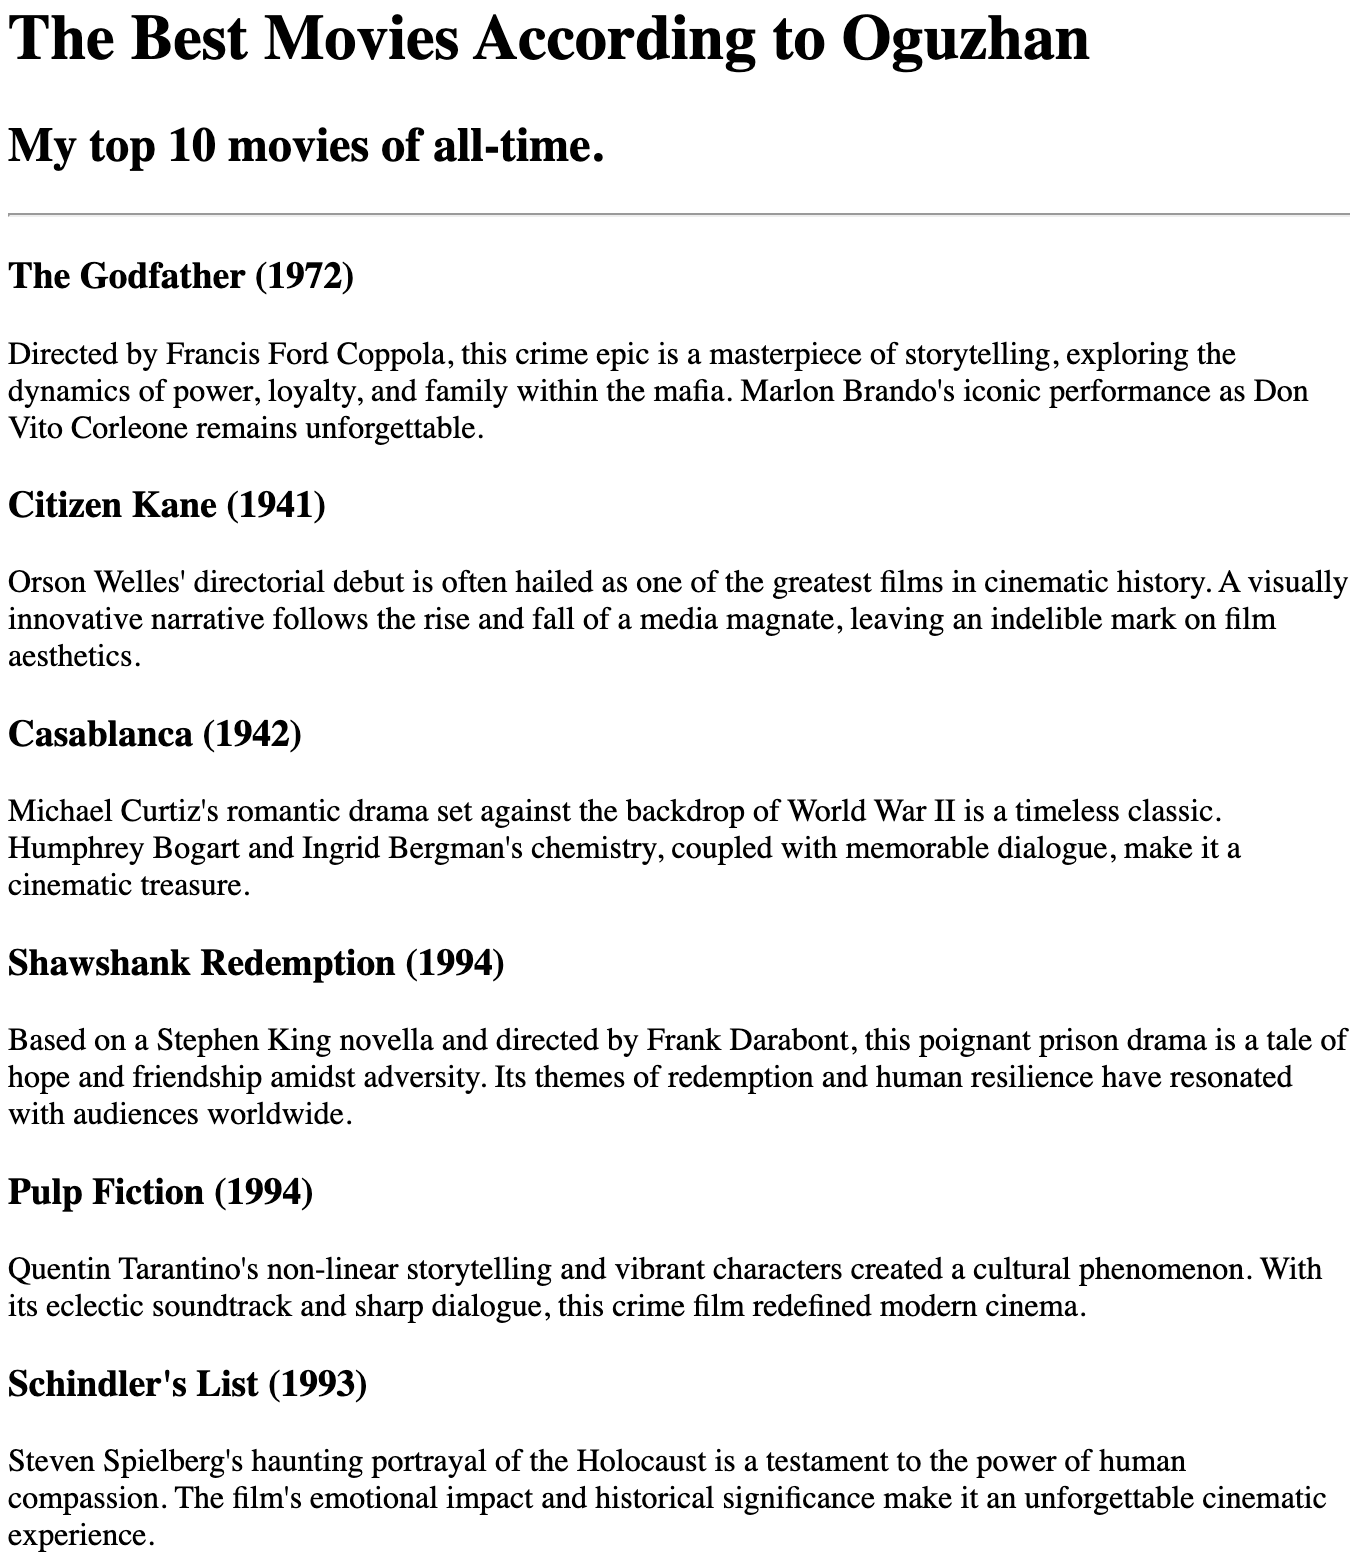 The Best Movies According to Oguzhan
My top 10 movies of all-time.
The Godfather (1972)
Directed by Francis Ford Coppola, this crime epic is a masterpiece of storytelling, exploring the
dynamics of power, loyalty, and family within the mafia. Marlon Brando's iconic performance as Don
Vito Corleone remains unforgettable.
Citizen Kane (1941)
Orson Welles' directorial debut is often hailed as one of the greatest films in cinematic history. A visually
innovative narrative follows the rise and fall of a media magnate, leaving an indelible mark on film
aesthetics.
Casablanca (1942)
Michael Curtiz's romantic drama set against the backdrop of World War II is a timeless classic.
Humphrey Bogart and Ingrid Bergman's chemistry, coupled with memorable dialogue, make it a
cinematic treasure.
Shawshank Redemption (1994)
Based on a Stephen King novella and directed by Frank Darabont, this poignant prison drama is a tale of
hope and friendship amidst adversity. Its themes of redemption and human resilience have resonated
with audiences worldwide.
Pulp Fiction (1994)
Quentin Tarantino's non-linear storytelling and vibrant characters created a cultural phenomenon. With
its eclectic soundtrack and sharp dialogue, this crime film redefined modern cinema.
Schindler's List (1993)
Steven Spielberg's haunting portrayal of the Holocaust is a testament to the power of human
compassion. The film's emotional impact and historical significance make it an unforgettable cinematic
experience.